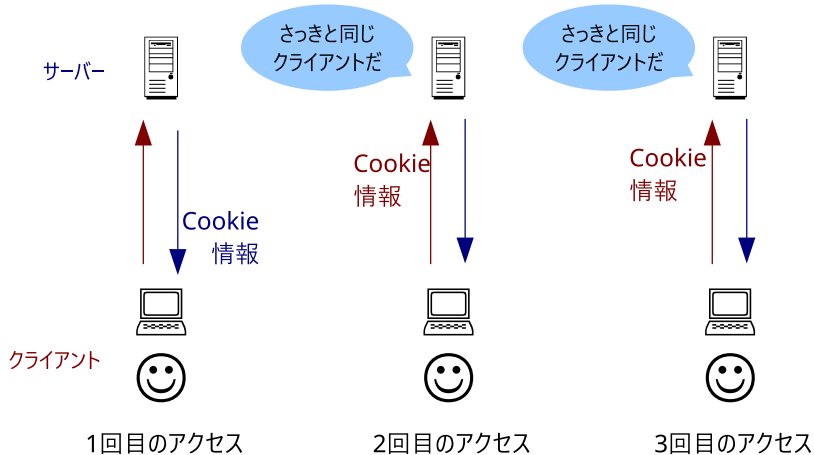 さっきと同じ
クライアントだ
さっきと同じ
クライアントだ
サーバー
Cookie
情報
Cookie
情報
Cookie
情報
クライアント
1回目のアクセス
2回目のアクセス
3回目のアクセス